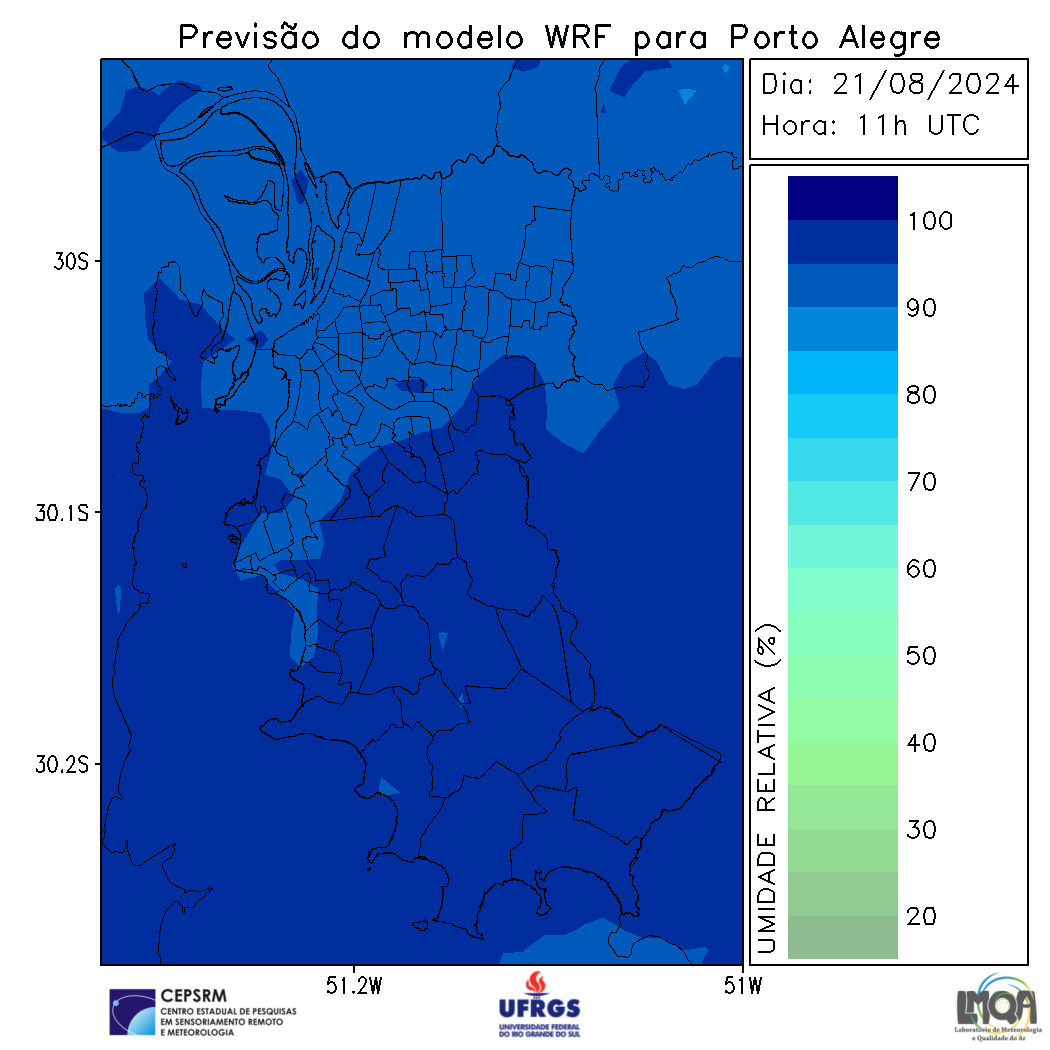 Previsão do modelo WRF para Porto Alegre
Dia: 21/08/2024
Hora: 11h UTC
100
90
80
70
60
50
40
30
20
UMIDADE RELATIVA (%)
30S
30.1S
30.2S
51.2W
51W
CEPSRM
CENTRO ESTADUAL DE PESQUISAS
EM SENSORIAMENTO REMOTO
E METEOROLOGIA
UFRGS
UNIVERSIDADE FEDERAL
DO RIO GRANDE DO SUL
LMQA
Laboratório de Meteorologia
e Qualidade do Ar